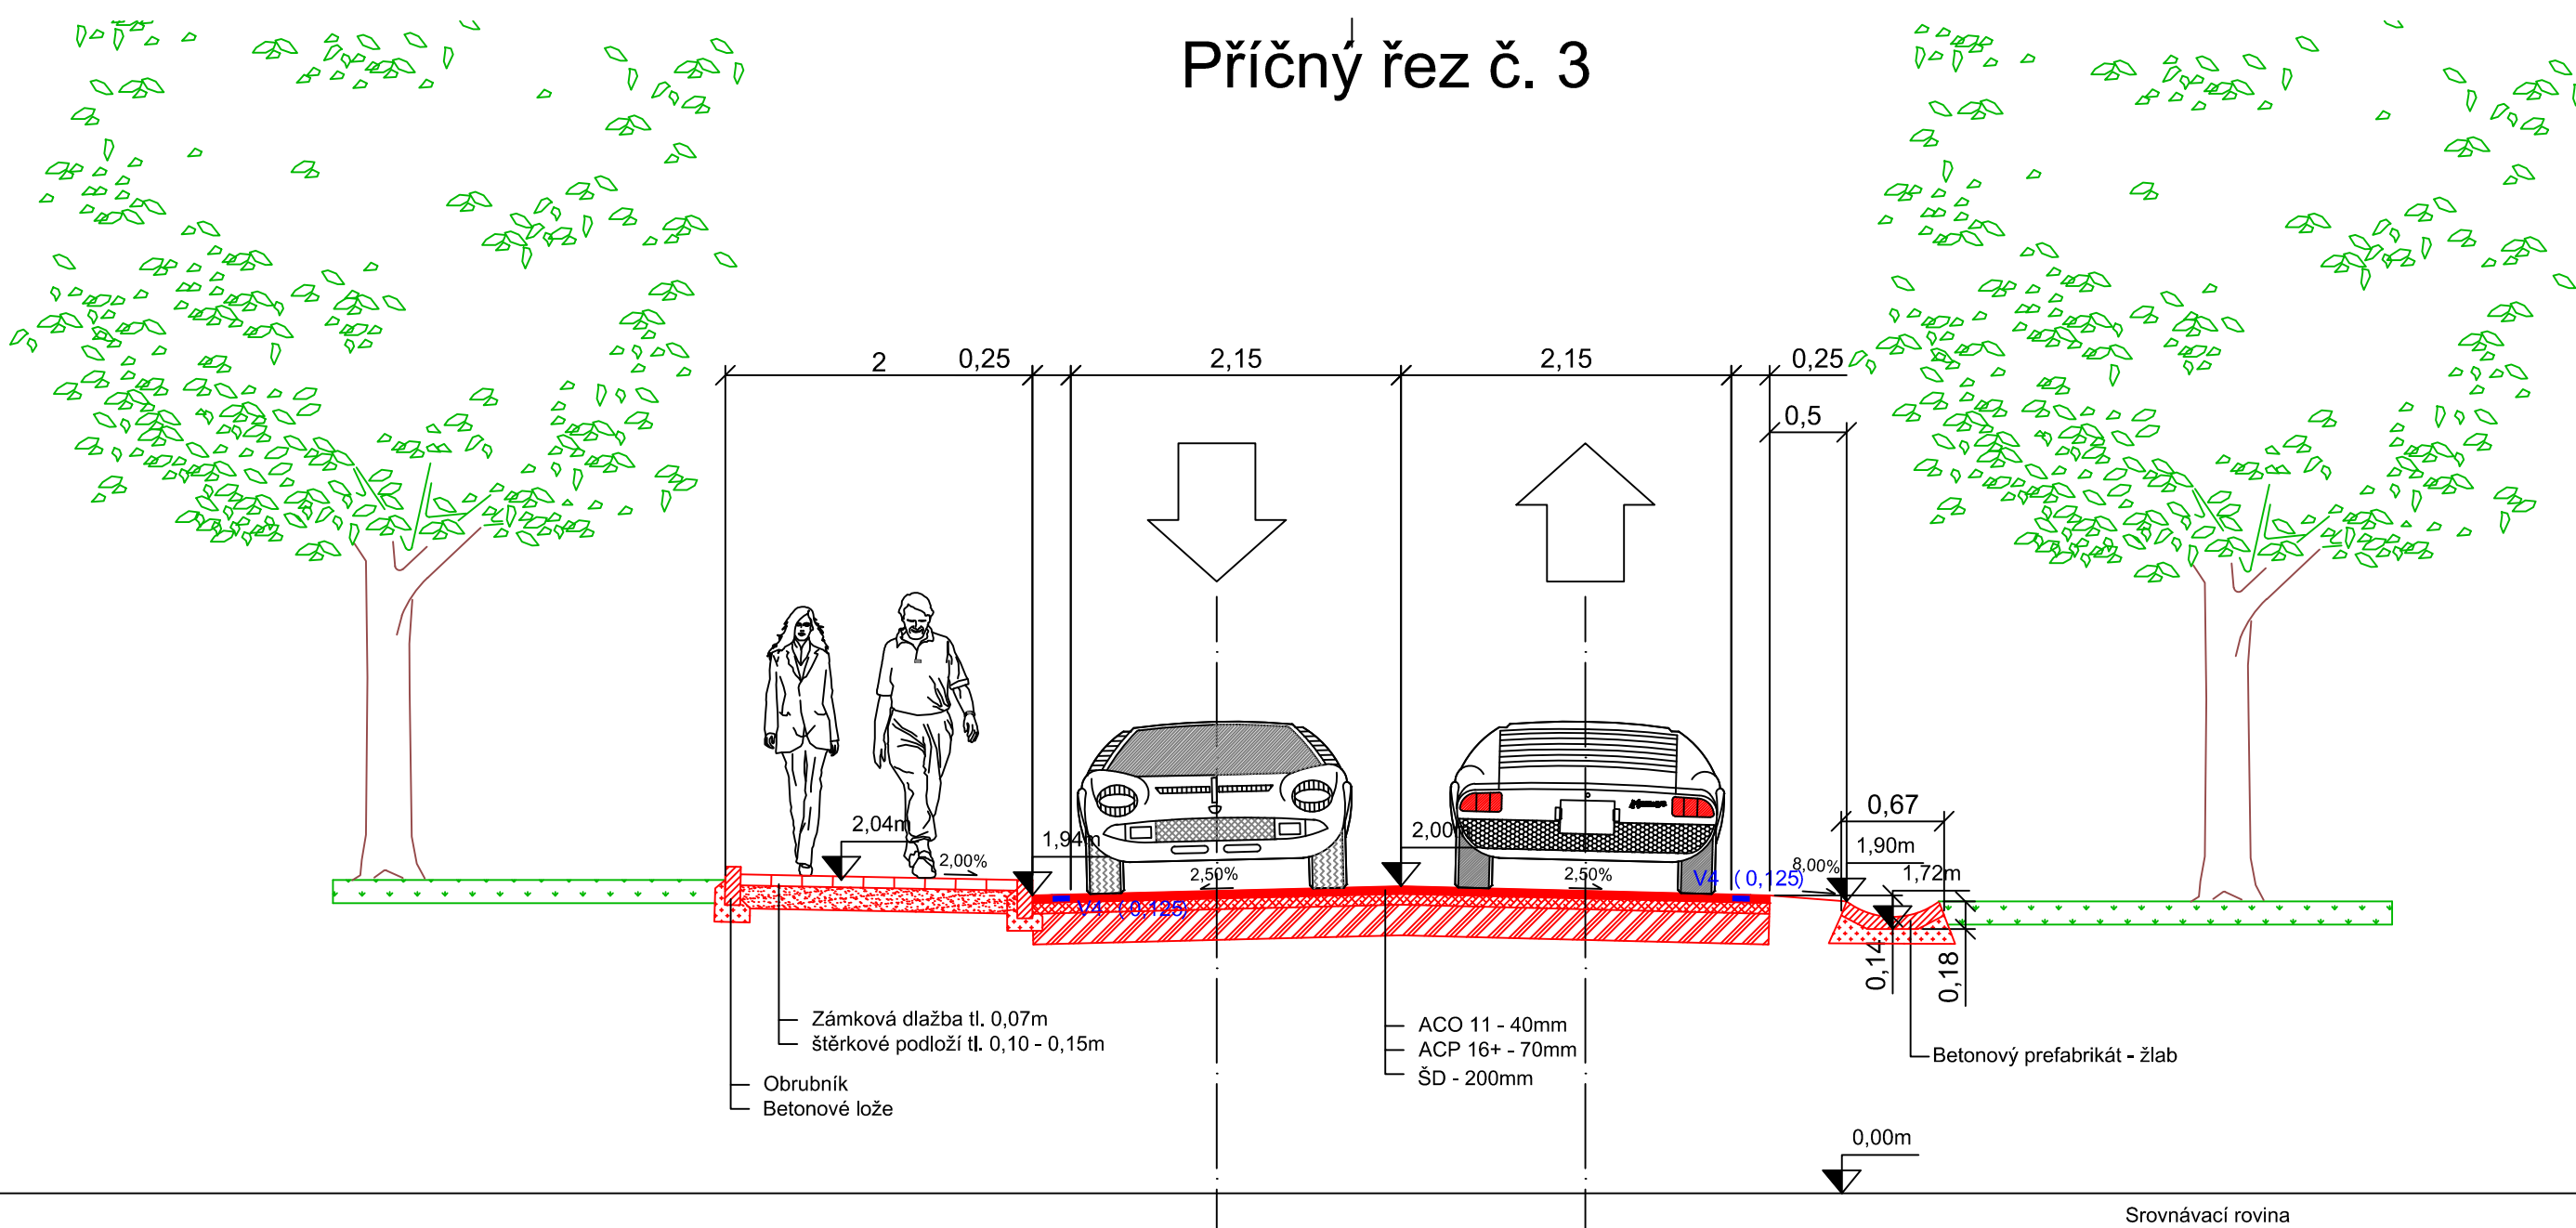 Příčný řez č. 3
2
0,25
2,15
2,15
0,25
0,5
0,67
2,04m
2,00%
1,94m
2,50%
2,00m
2,50%
8,00%
1,90m
1,72m
V4 ( 0,125)
V4 ( 0,125)
0,14
0,18
Zámková dlažba tl. 0,07m
štěrkové podloží tl. 0,10 - 0,15m
Obrubník
Betonové lože
ACO 11 - 40mm
ACP 16+ - 70mm
ŠD - 200mm
Betonový prefabrikát - žlab
0,00m
Srovnávací rovina